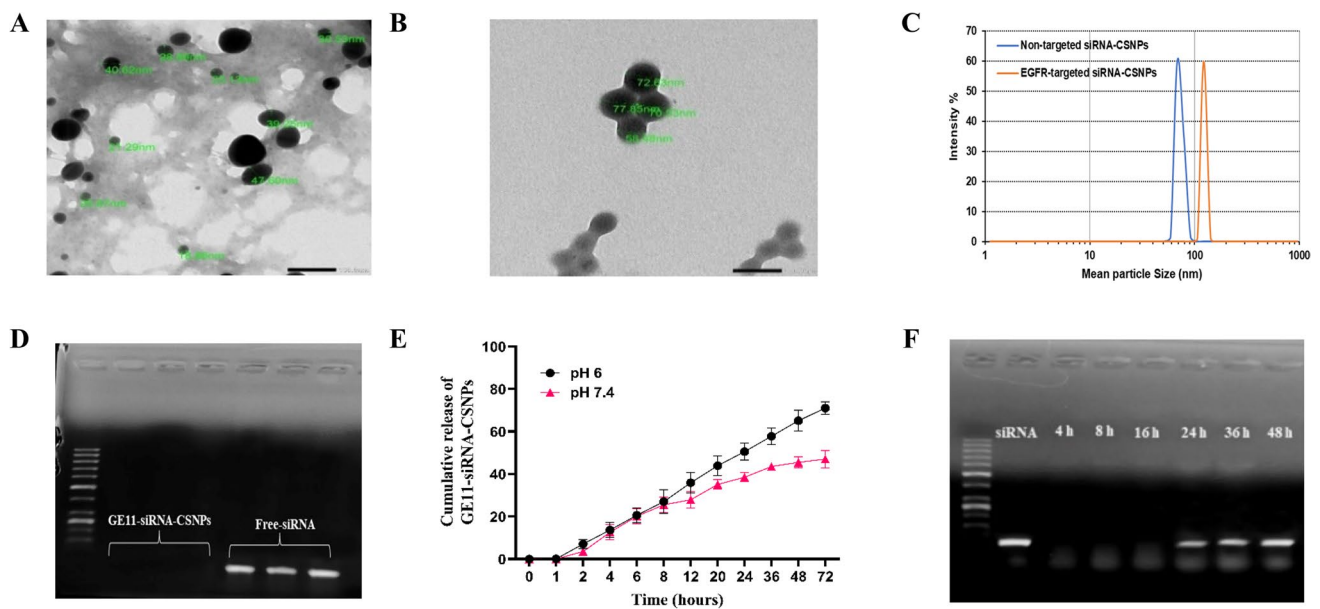 A
40.62nm
47.00nm
B
72.63nm
77.85nm
C
Non-targeted siRNA-CSNPs
EGFR-targeted siRNA-CSNPs
Intensity %
70
60
50
40
30
20
10
0
1
10
100
1000
Mean particle Size (nm)
D
GE11-siRNA-CSNPs
Free-siRNA
E
pH 6
pH 7.4
Cumulative release of
GE11-siRNA-CSNPs
100
80
60
40
20
0
0 1 2 4 6 8 12 20 24 36 48 72
Time (hours)
F
siRNA 4 h 8 h 16 h 24 h 36 h 48 h